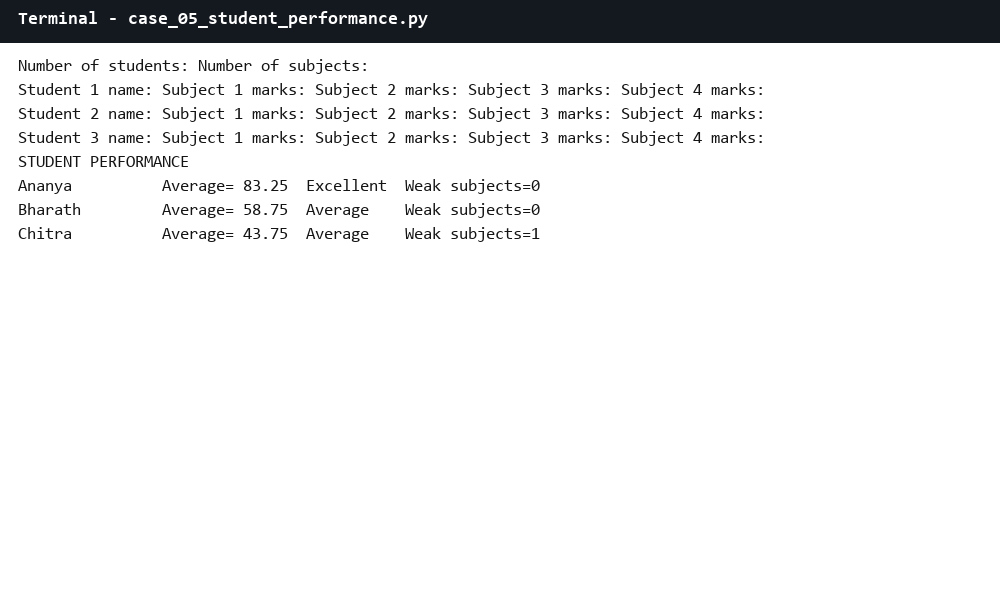 Terminal - case_05_student_performance.py
Number of students: Number of subjects:
Student 1 name: Subject 1 marks: Subject 2 marks: Subject 3 marks: Subject 4 marks:
Student 2 name: Subject 1 marks: Subject 2 marks: Subject 3 marks: Subject 4 marks:
Student 3 name: Subject 1 marks: Subject 2 marks: Subject 3 marks: Subject 4 marks:
STUDENT PERFORMANCE
Ananya          Average= 83.25  Excellent  Weak subjects=0
Bharath         Average= 58.75  Average    Weak subjects=0
Chitra          Average= 43.75  Average    Weak subjects=1